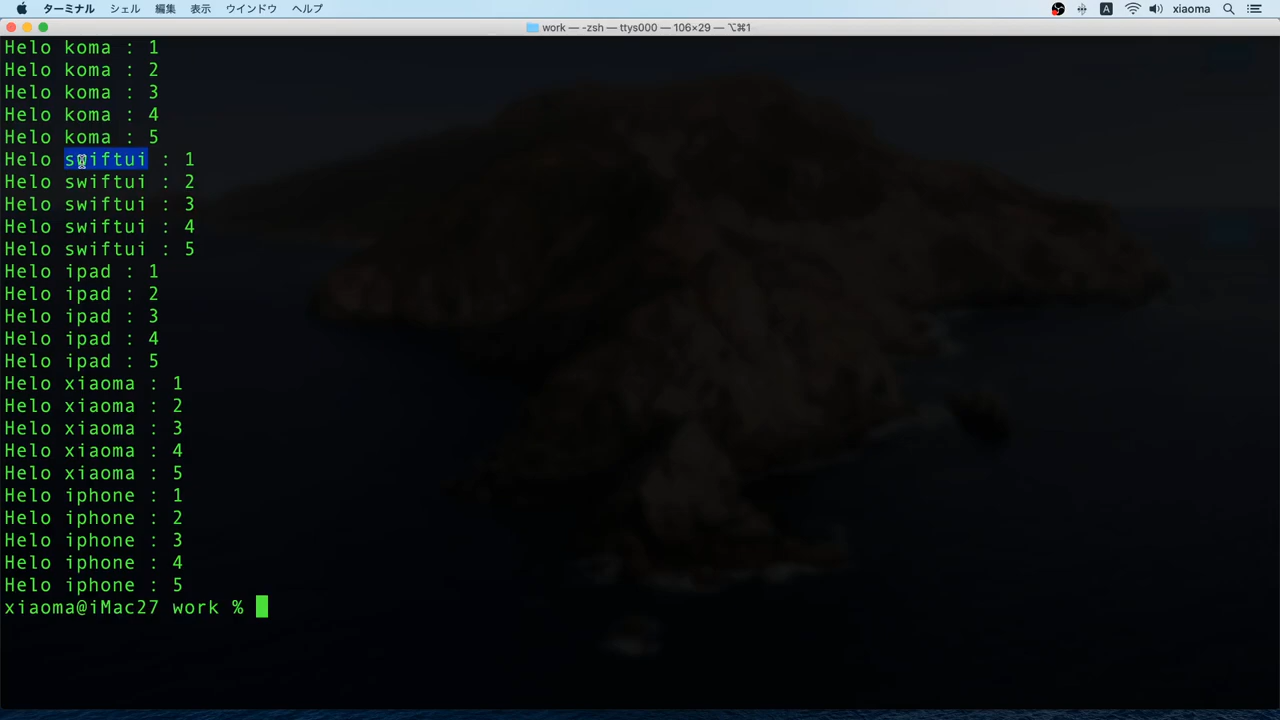 ターミナル シェル 編集 表示 ウインドウ ヘルプ A xiaoma
work — -zsh — ttys000 — 106×29 — ⌥⌘1
Helo koma : 1
Helo koma : 2
Helo koma : 3
Helo koma : 4
Helo koma : 5
Helo swiftui : 1
Helo swiftui : 2
Helo swiftui : 3
Helo swiftui : 4
Helo swiftui : 5
Helo ipad : 1
Helo ipad : 2
Helo ipad : 3
Helo ipad : 4
Helo ipad : 5
Helo xiaoma : 1
Helo xiaoma : 2
Helo xiaoma : 3
Helo xiaoma : 4
Helo xiaoma : 5
Helo iphone : 1
Helo iphone : 2
Helo iphone : 3
Helo iphone : 4
Helo iphone : 5
xiaoma@iMac27 work %